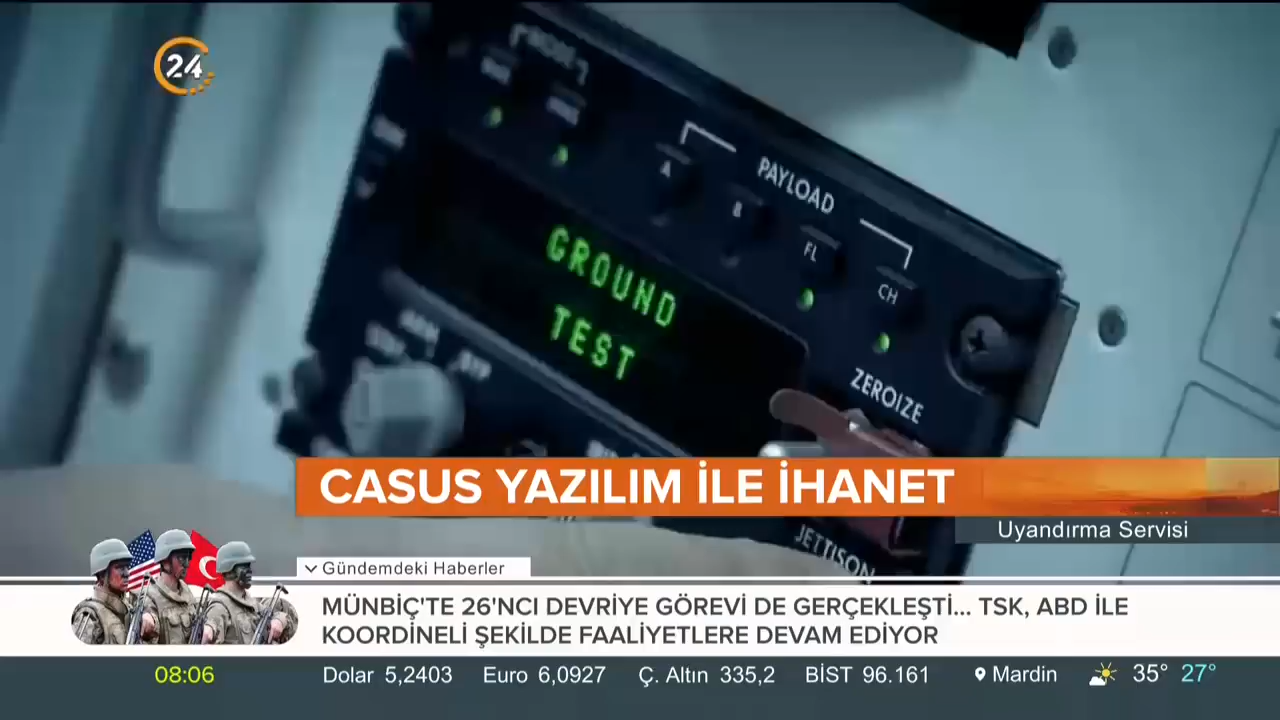 24
A
PAYLOAD
B
FL
CH
GROUND
TEST
ZEROIZE
CASUS YAZILIM İLE İHANET
JETTISON
Uyandırma Servisi
Gündemdeki Haberler
MÜNBİÇ'TE 26'NCI DEVRİYE GÖREVİ DE GERÇEKLEŞTİ... TSK, ABD İLE
KOORDİNELİ ŞEKİLDE FAALİYETLERE DEVAM EDİYOR
08:06 Dolar 5,2403 Euro 6,0927 Ç. Altın 335,2 BİST 96.161 Mardin 35° 27°